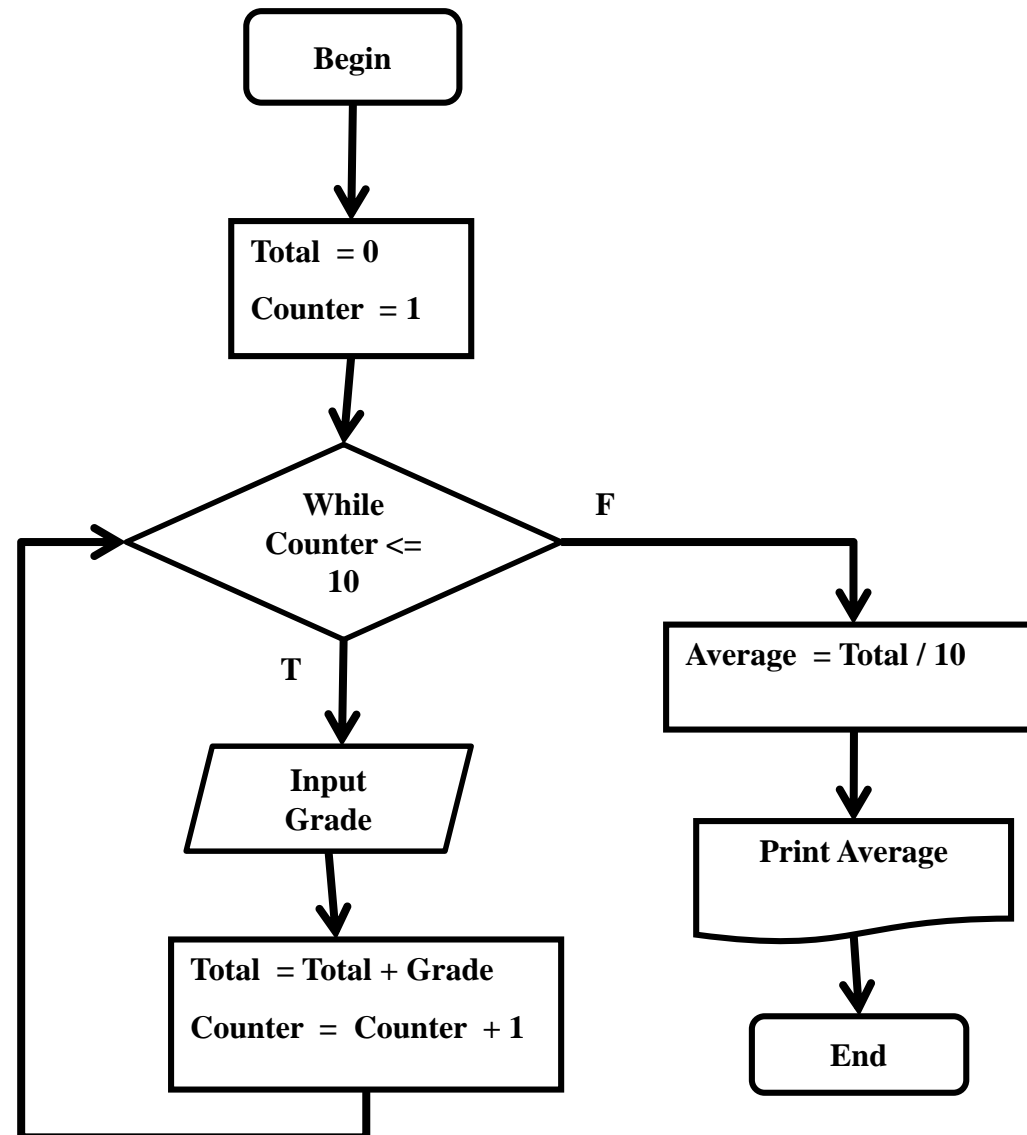 Begin
Total = 0
Counter = 1
While
Counter <=
10
F
T
Average = Total / 10
Input
Grade
Print Average
Total = Total + Grade
Counter = Counter + 1
End